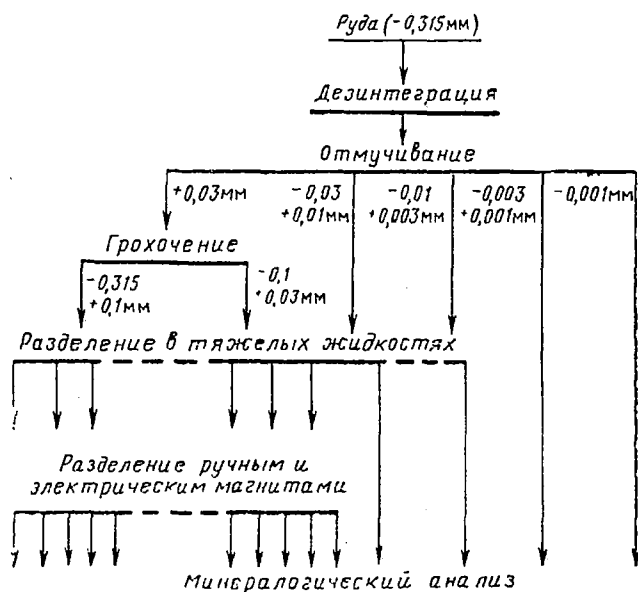 Руда (-0,315мм)
Дезинтеграция
Отмучивание
+0,03мм
-0,03
+0,01мм
-0,01
+0,003мм
-0,003
+0,001мм
-0,001мм
Грохочение
-0,315
+0,1мм
-0,1
+0,03мм
Разделение в тяжелых жидкостях
Разделение ручным и
электрическим магнитами
Минералогический анализ